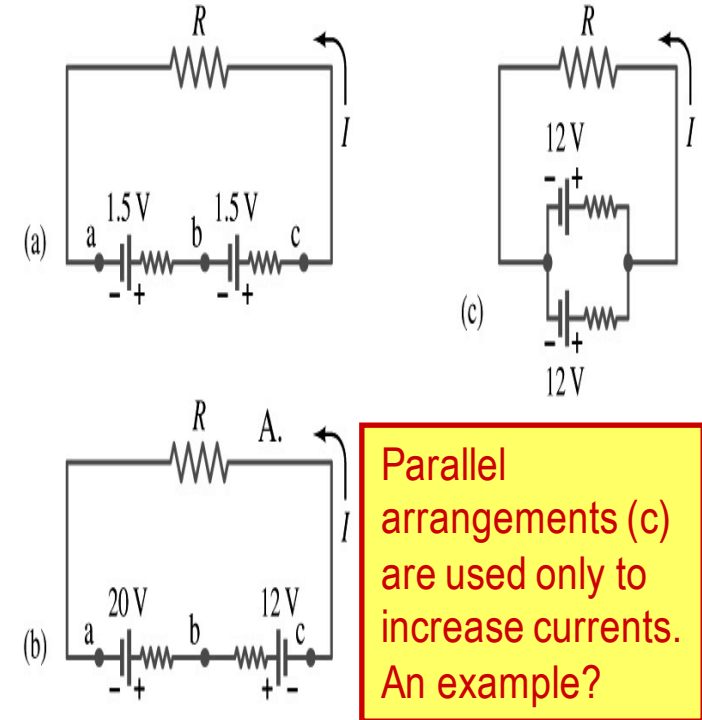 R
I
1.5 V 1.5 V
(a) a b c
- + - +
R
I
12 V
- +
(c)
- +
12 V
R A.
I
20 V 12 V
(b) a b c
- + + -
Parallel
arrangements (c)
are used only to
increase currents.
An example?